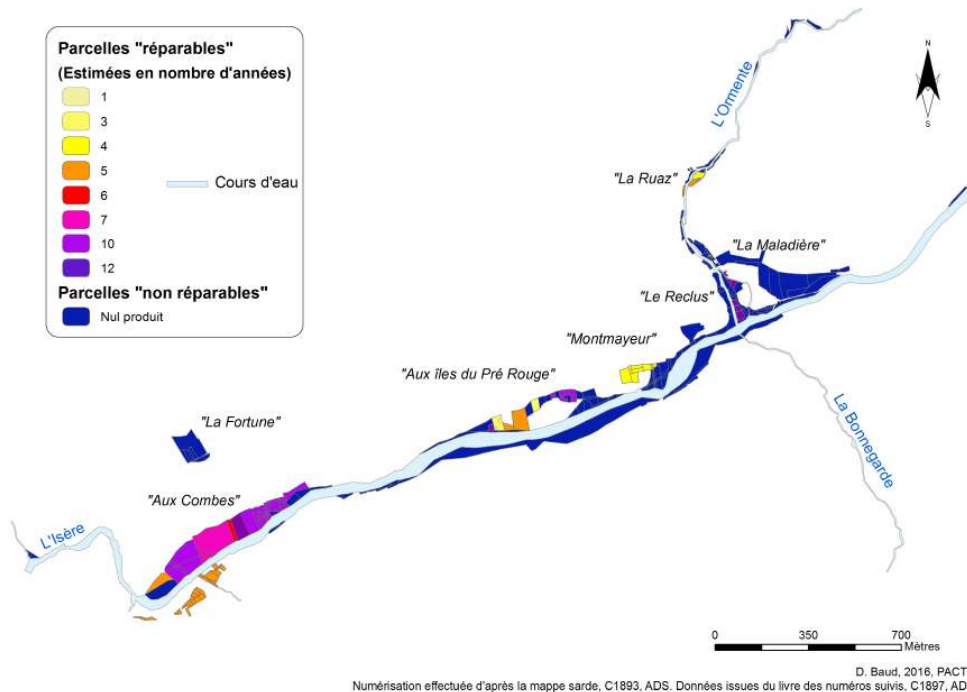 Parcelles "réparables"
(Estimées en nombre d'années)
1
3
4
5
6
7
10
12
Cours d'eau
Parcelles "non réparables"
Nul produit
N
S
L'Ormente
"La Ruaz"
"La Maladière"
"Le Reclus"
"Montmayeur"
"Aux îles du Pré Rouge"
"La Fortune"
"Aux Combes"
L'Isère
La Bonnegarde
0 350 700
Mètres
D. Baud, 2016, PACT
Numérisation effectuée d'après la mappe sarde, C1893, ADS. Données issues du livre des numéros suivis, C1897, AD